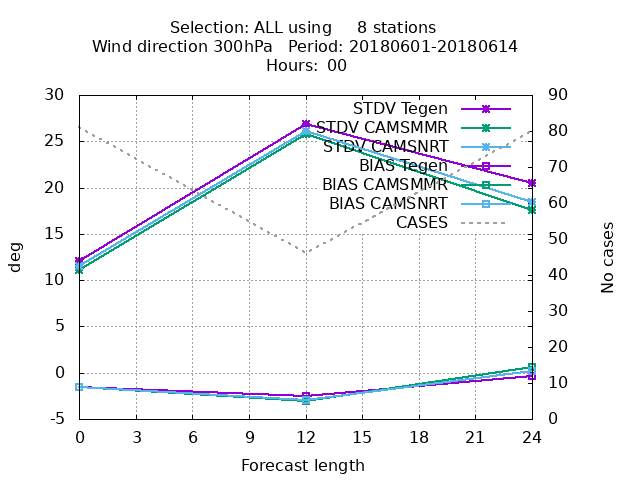 Selection: ALL using     8 stations
Wind direction 300hPa   Period: 20180601-20180614
Hours: 00
30
25
20
15
10
5
0
-5
90
80
70
60
50
40
30
20
10
0
STDV Tegen
STDV CAMSMMR
STDV CAMSNRT
BIAS Tegen
BIAS CAMSMMR
BIAS CAMSNRT
CASES
deg
No cases
0 3 6 9 12 15 18 21 24
Forecast length